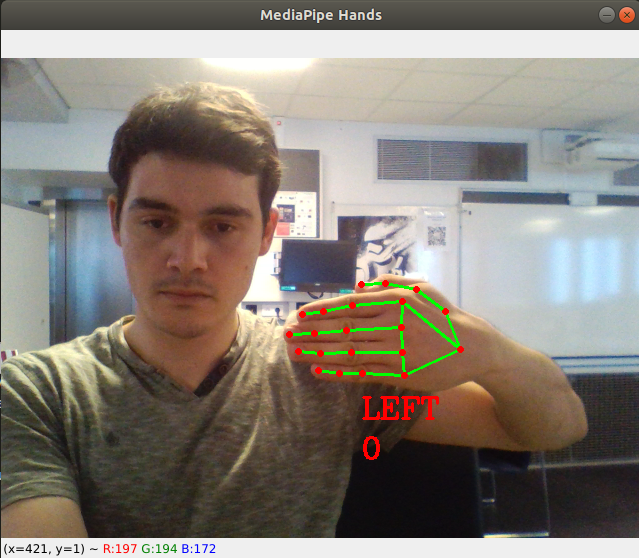 MediaPipe Hands
LEFT
0
(x=421, y=1) ~ R:197 G:194 B:172